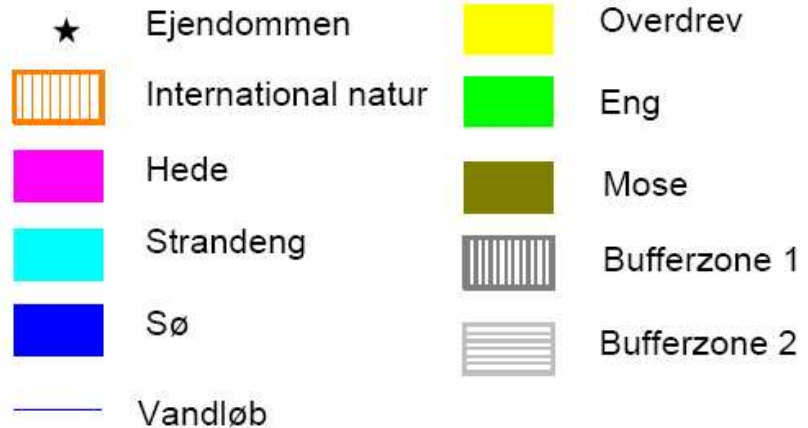 Ejendommen
International natur
Hede
Strandeng
Sø
Vandløb
Overdrev
Eng
Mose
Bufferzone 1
Bufferzone 2